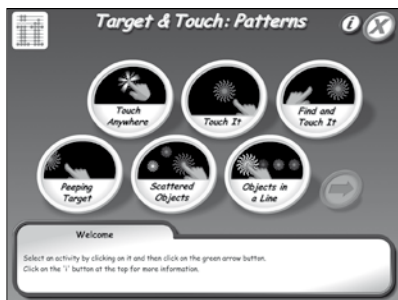 Target & Touch: Patterns
i X
Touch
Anywhere
Touch It
Find and
Touch It
Peeping
Target
Scattered
Objects
Objects in
a Line
Welcome
Select an activity by clicking on it and then click on the green arrow button.
Click on the 'i' button at the top for more information.